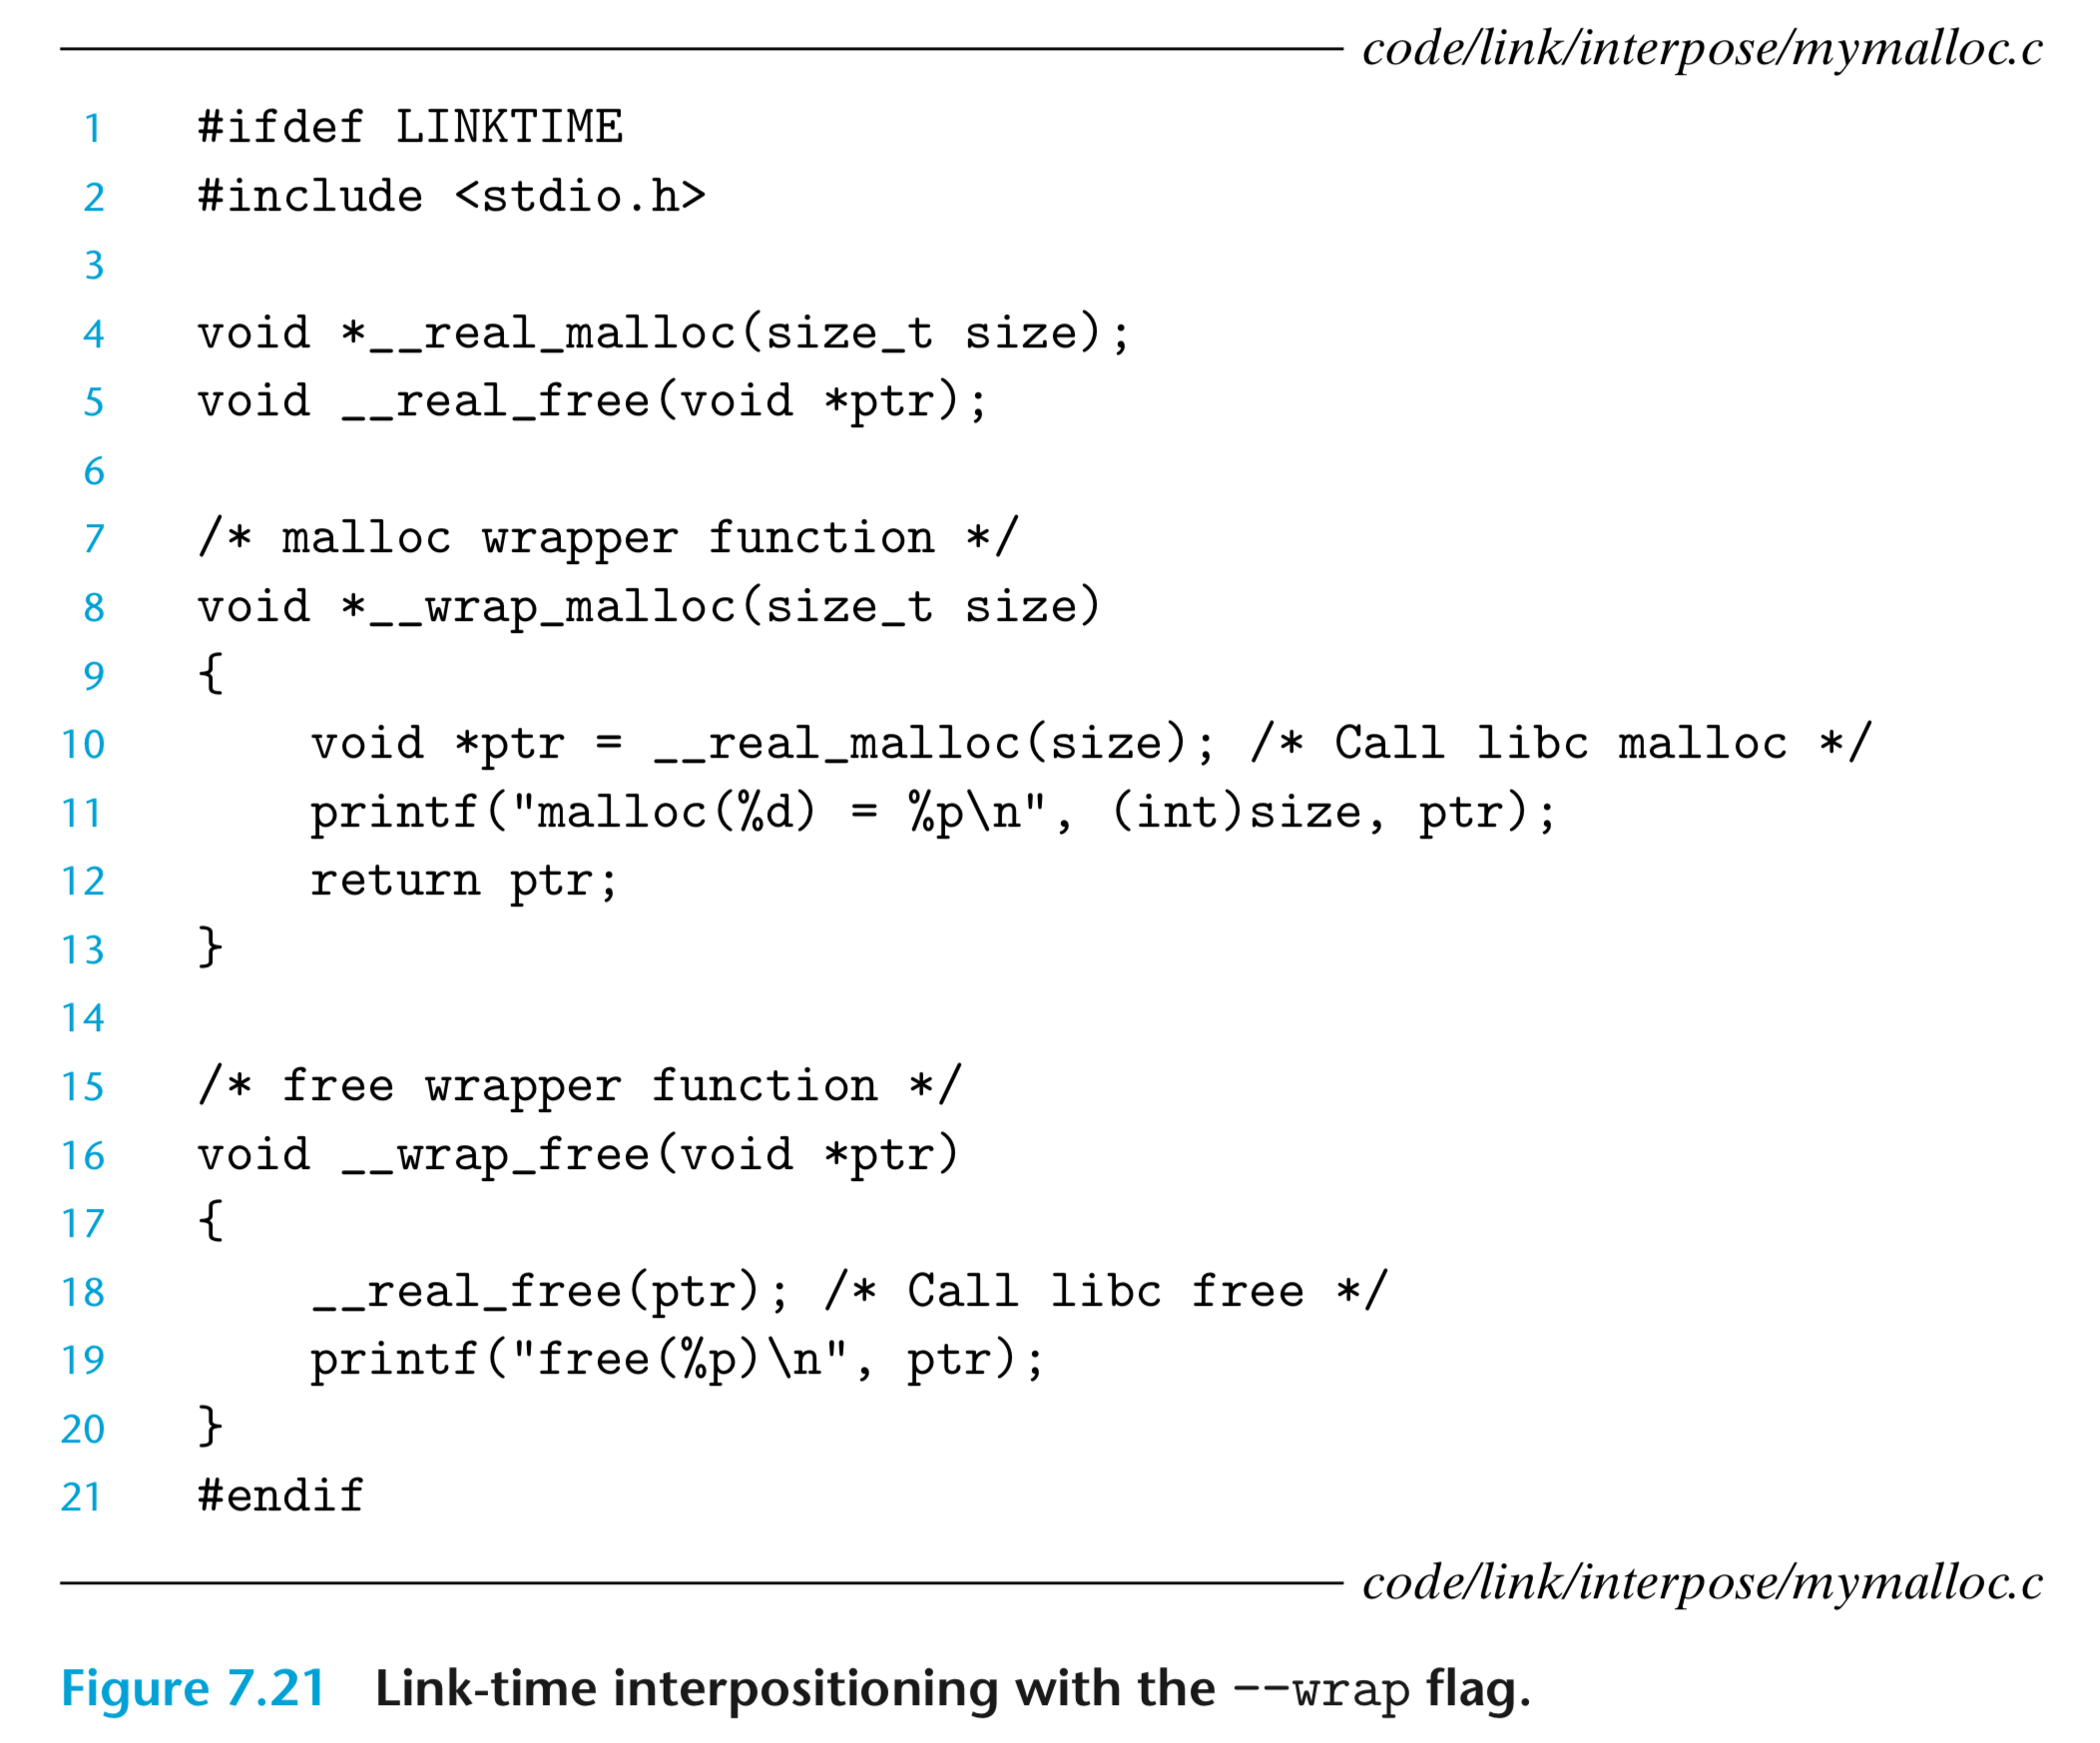 code/link/interpose/mymalloc.c
1 #ifdef LINKTIME
2 #include <stdio.h>
3
4 void *__real_malloc(size_t size);
5 void __real_free(void *ptr);
6
7 /* malloc wrapper function */
8 void *__wrap_malloc(size_t size)
9 {
10     void *ptr = __real_malloc(size); /* Call libc malloc */
11     printf("malloc(%d) = %p\n", (int)size, ptr);
12     return ptr;
13 }
14
15 /* free wrapper function */
16 void __wrap_free(void *ptr)
17 {
18     __real_free(ptr); /* Call libc free */
19     printf("free(%p)\n", ptr);
20 }
21 #endif
code/link/interpose/mymalloc.c
Figure 7.21 Link-time interpositioning with the --wrap flag.